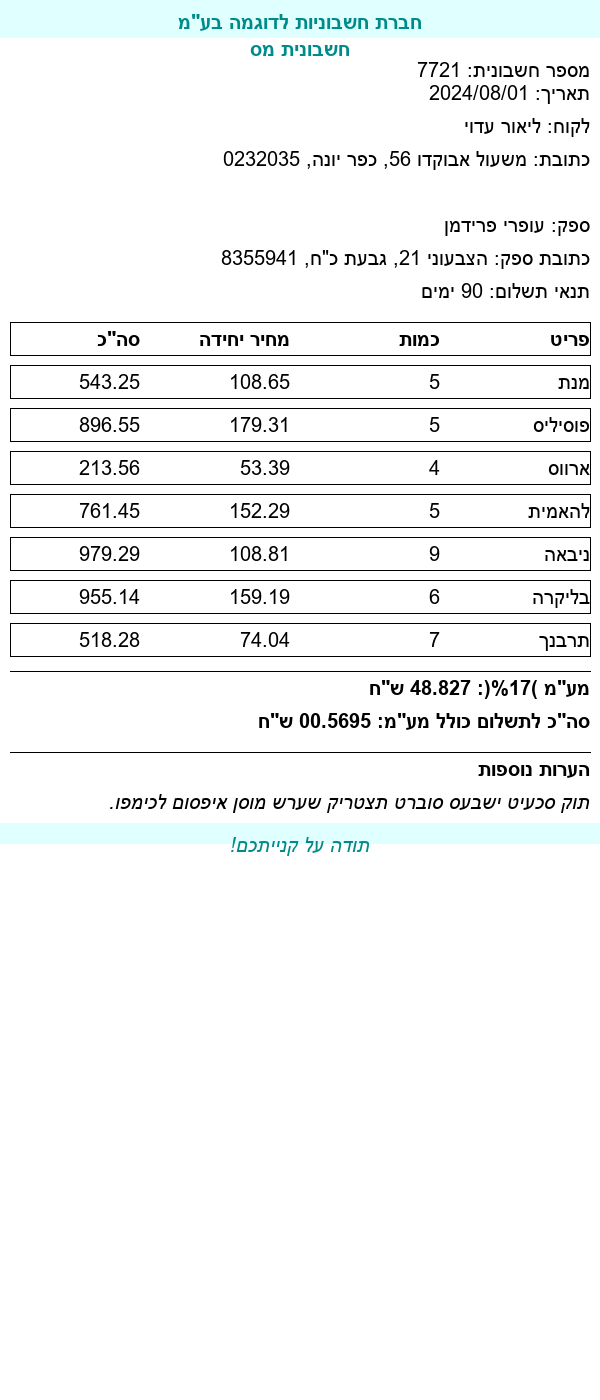 חברת חשבוניות לדוגמה בע"מ
חשבונית מס
מספר חשבונית: 7721
תאריך: 2024/08/01
לקוח: ליאור עדוי
כתובת: משעול אבוקדו 56, כפר יונה, 0232035
ספק: עופרי פרידמן
כתובת ספק: הצבעוני 21, גבעת כ"ח, 8355941
תנאי תשלום: 90 ימים
פריט כמות מחיר יחידה סה"כ
מנת 5 108.65 543.25
פוסיליס 5 179.31 896.55
ארווס 4 53.39 213.56
להאמית 5 152.29 761.45
ניבאה 9 108.81 979.29
בליקרה 6 159.19 955.14
תרבנך 7 74.04 518.28
מע"מ )17%(: 48.827 ש"ח
סה"כ לתשלום כולל מע"מ: 00.5695 ש"ח
הערות נוספות
תוק סכעיט ישבעס סוברט תצטריק שערש מוסן איפסום לכימפו.
תודה על קנייתכם!